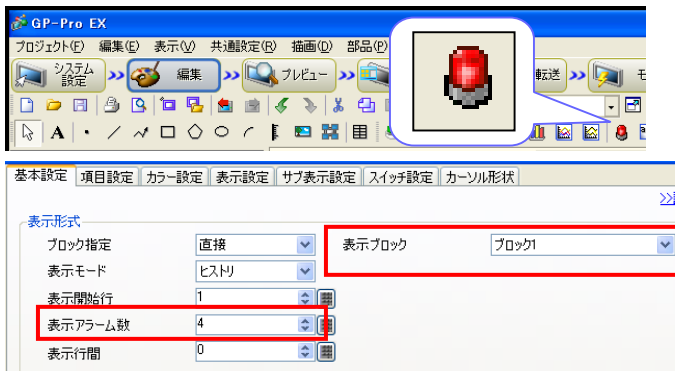 GP-Pro EX
プロジェクト(F) 編集(E) 表示(V) 共通設定(R) 描画(D) 部品(P)
システム設定 >> 編集 >> プレビュー >> 転送 >>
A
基本設定 項目設定 カラー設定 表示設定 サブ表示設定 スイッチ設定 カーソル形状
>>
表示形式
ブロック指定 直接 表示ブロック ブロック1
表示モード ヒストリ
表示開始行 1
表示アラーム数 4
表示行間 0